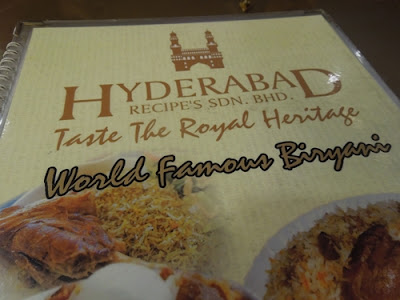 HYDERABAD
RECIPE'S SDN. BHD.
Taste The Royal Heritage
World Famous Biryani